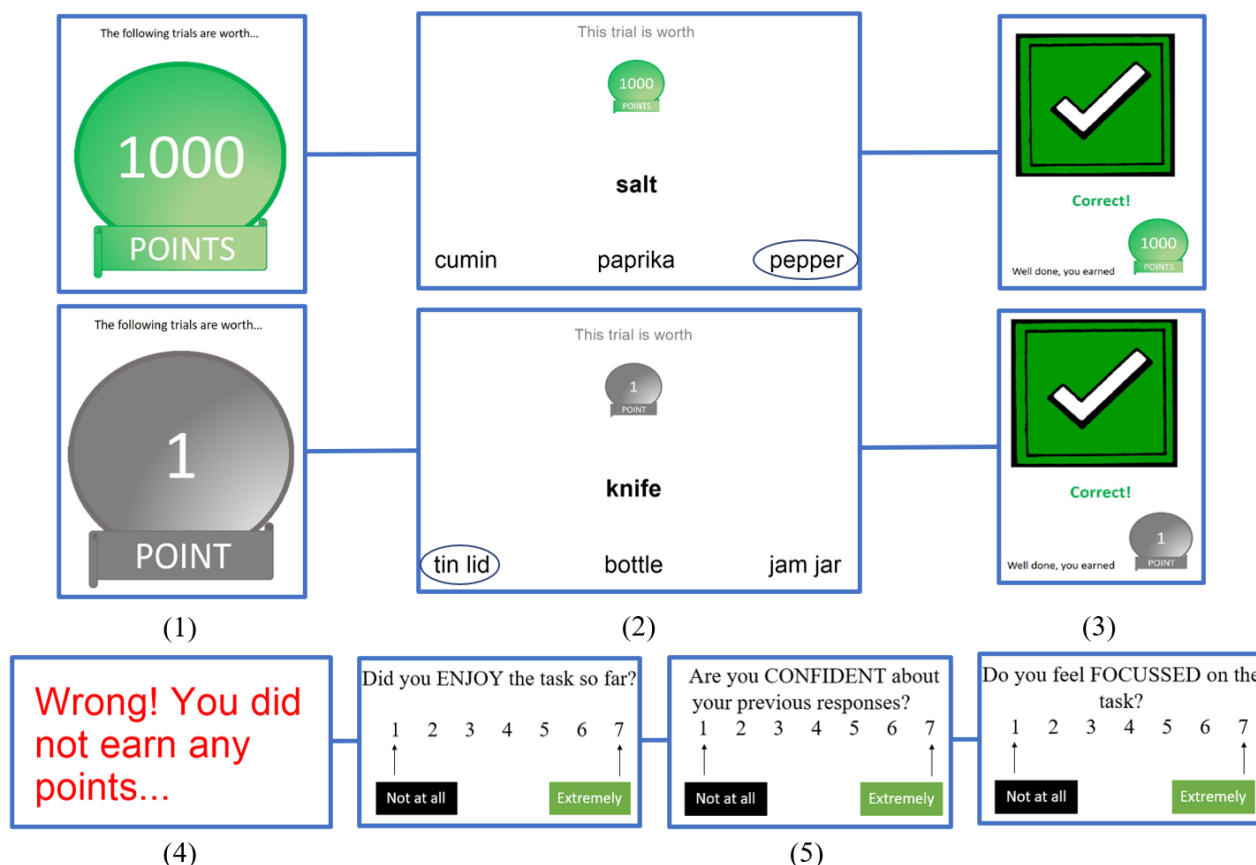 The following trials are worth...
1000
POINTS
This trial is worth
1000
POINTS
salt
cumin paprika pepper
Correct!
1000
POINTS
Well done, you earned
The following trials are worth...
1
POINT
This trial is worth
1
POINT
knife
tin lid bottle jam jar
Correct!
1
POINT
Well done, you earned
(1) (2) (3)
Wrong! You did
not earn any
points...
Did you ENJOY the task so far?
1 2 3 4 5 6 7
Not at all Extremely
Are you CONFIDENT about
your previous responses?
1 2 3 4 5 6 7
Not at all Extremely
Do you feel FOCUSSED on the
task?
1 2 3 4 5 6 7
Not at all Extremely
(4) (5)